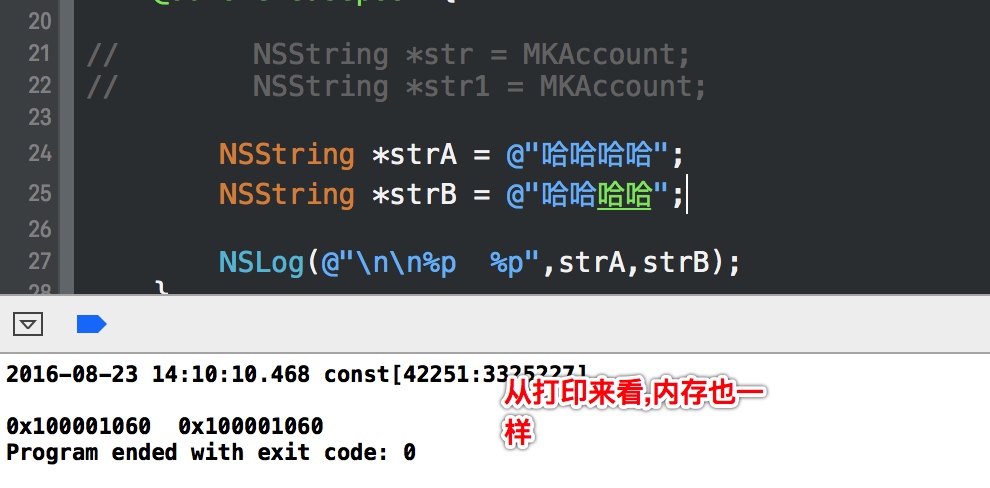 20
21 // NSString *str = MKAccount;
22 // NSString *str1 = MKAccount;
23
24 NSString *strA = @"哈哈哈哈";
25 NSString *strB = @"哈哈哈哈";
26
27 NSLog(@"\n\n%p  %p",strA,strB);
28 }
2016-08-23 14:10:10.468 const[42251:3325227]
从打印来看,内存也一
样
0x100001060  0x100001060
Program ended with exit code: 0